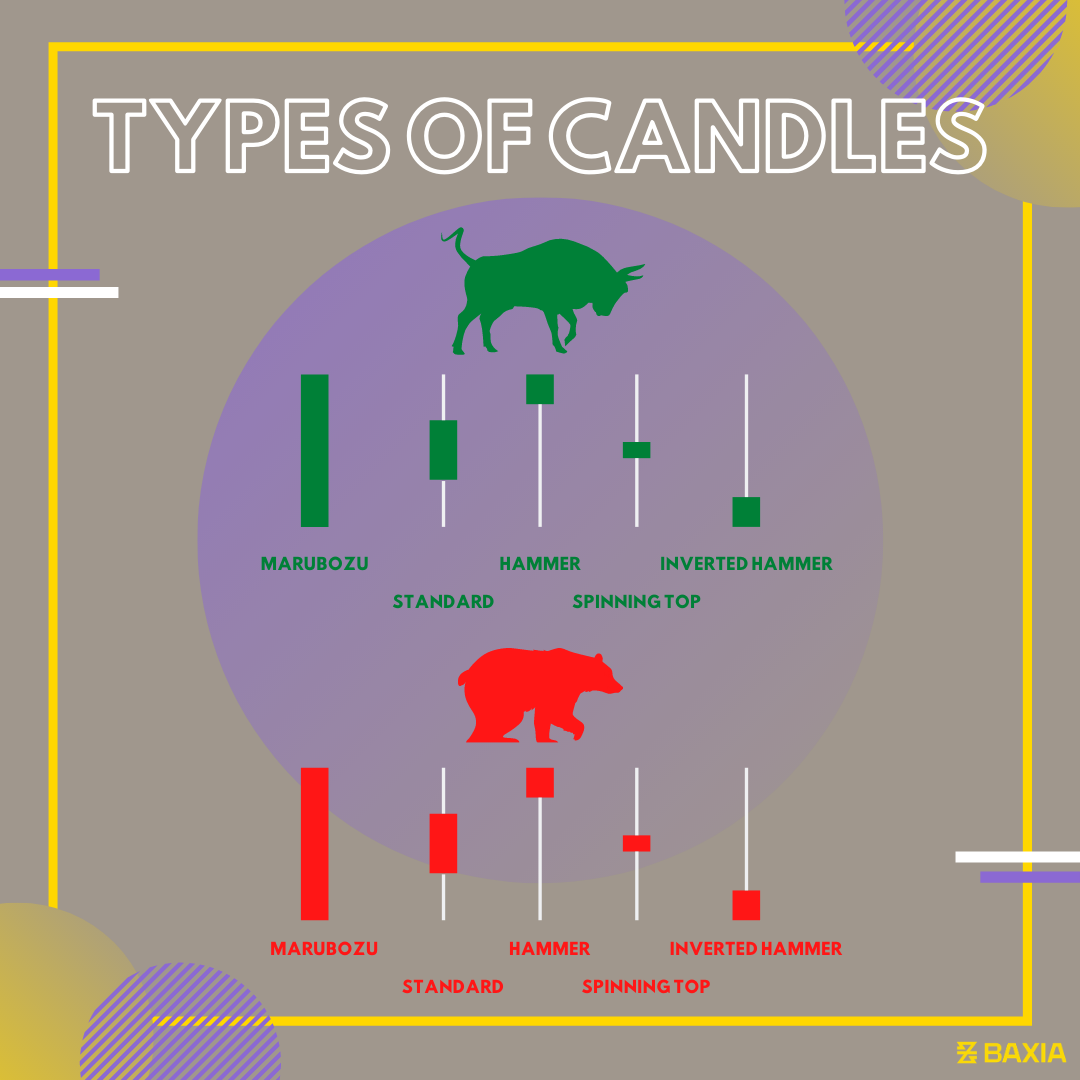 TYPES OF CANDLES
MARUBOZU
HAMMER
INVERTED HAMMER
STANDARD
SPINNING TOP
MARUBOZU
HAMMER
INVERTED HAMMER
STANDARD
SPINNING TOP
BAXIA